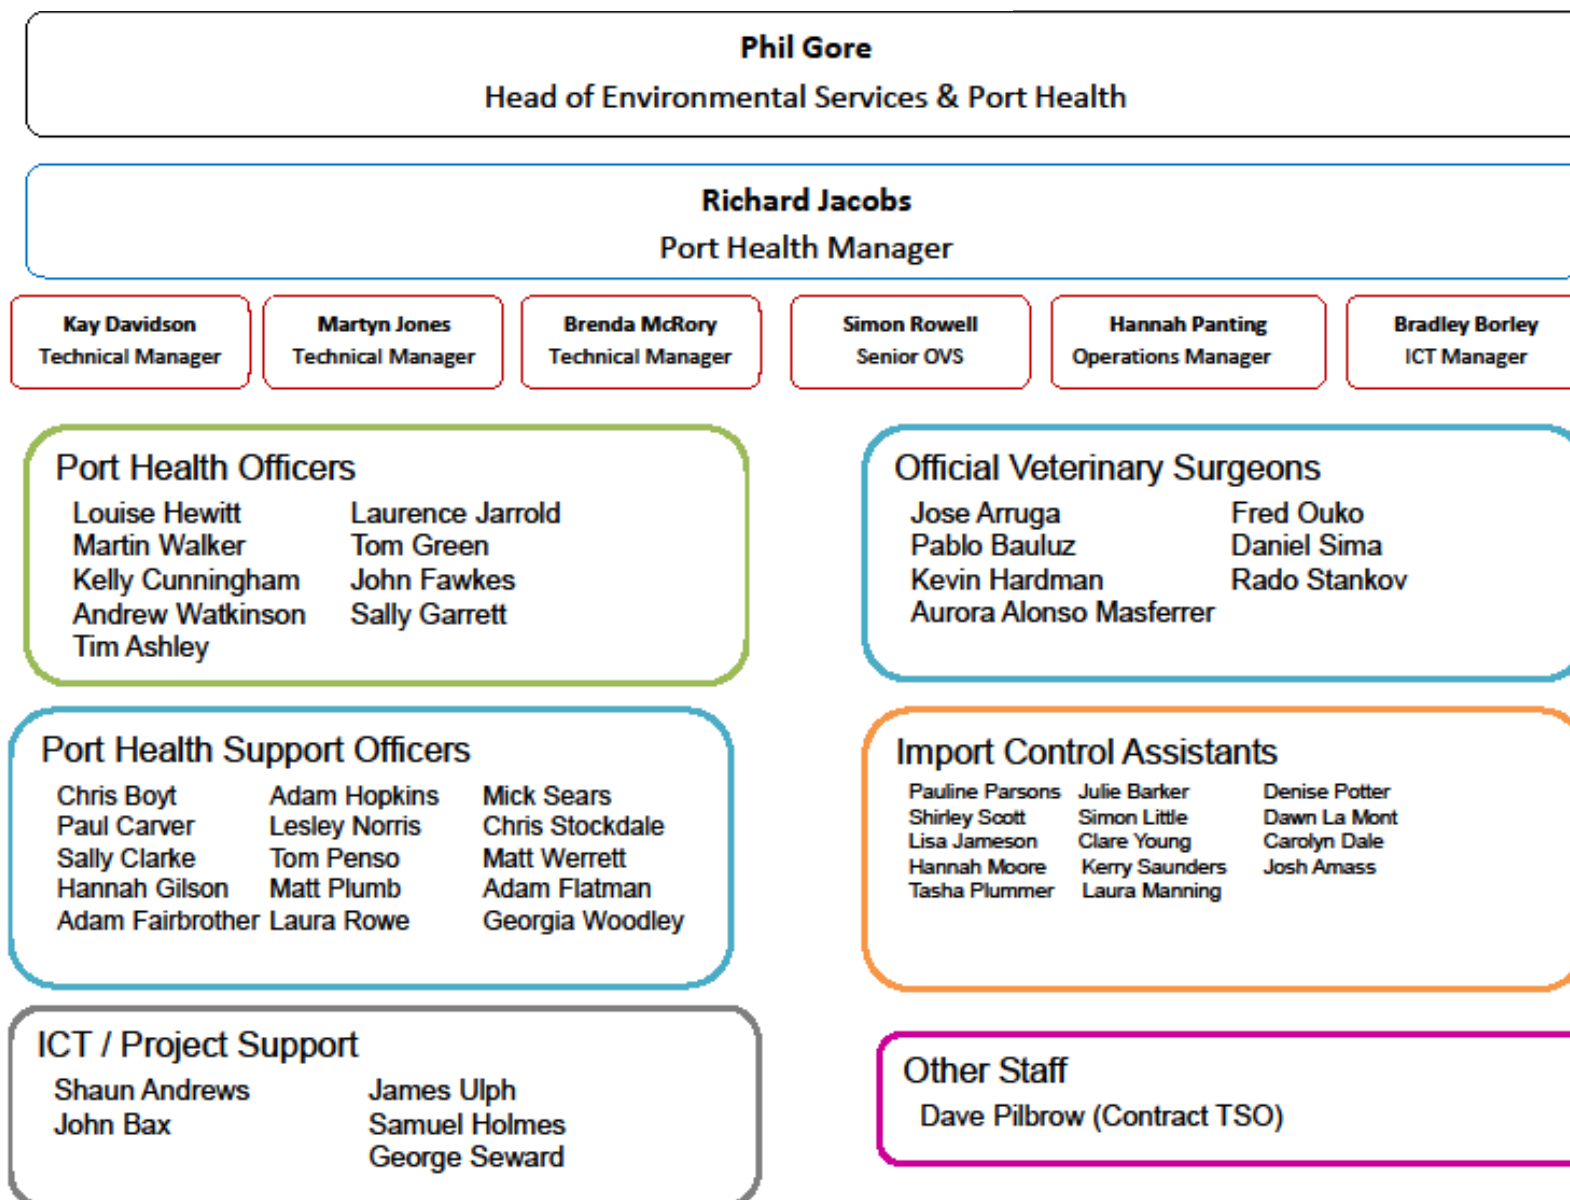 Phil Gore
Head of Environmental Services & Port Health
Richard Jacobs
Port Health Manager
Kay Davidson
Technical Manager
Martyn Jones
Technical Manager
Brenda McRory
Technical Manager
Simon Rowell
Senior OVS
Hannah Panting
Operations Manager
Bradley Borley
ICT Manager
Port Health Officers
Louise Hewitt
Martin Walker
Kelly Cunningham
Andrew Watkinson
Tim Ashley
Laurence Jarrold
Tom Green
John Fawkes
Sally Garrett
Official Veterinary Surgeons
Jose Arruga
Pablo Bauluz
Kevin Hardman
Aurora Alonso Masferrer
Fred Ouko
Daniel Sima
Rado Stankov
Port Health Support Officers
Chris Boyt
Paul Carver
Sally Clarke
Hannah Gilson
Adam Fairbrother
Adam Hopkins
Lesley Norris
Tom Penso
Matt Plumb
Laura Rowe
Mick Sears
Chris Stockdale
Matt Werrett
Adam Flatman
Georgia Woodley
Import Control Assistants
Pauline Parsons
Shirley Scott
Lisa Jameson
Hannah Moore
Tasha Plummer
Julie Barker
Simon Little
Clare Young
Kerry Saunders
Laura Manning
Denise Potter
Dawn La Mont
Carolyn Dale
Josh Amass
ICT / Project Support
Shaun Andrews
John Bax
James Ulph
Samuel Holmes
George Seward
Other Staff
Dave Pilbrow (Contract TSO)